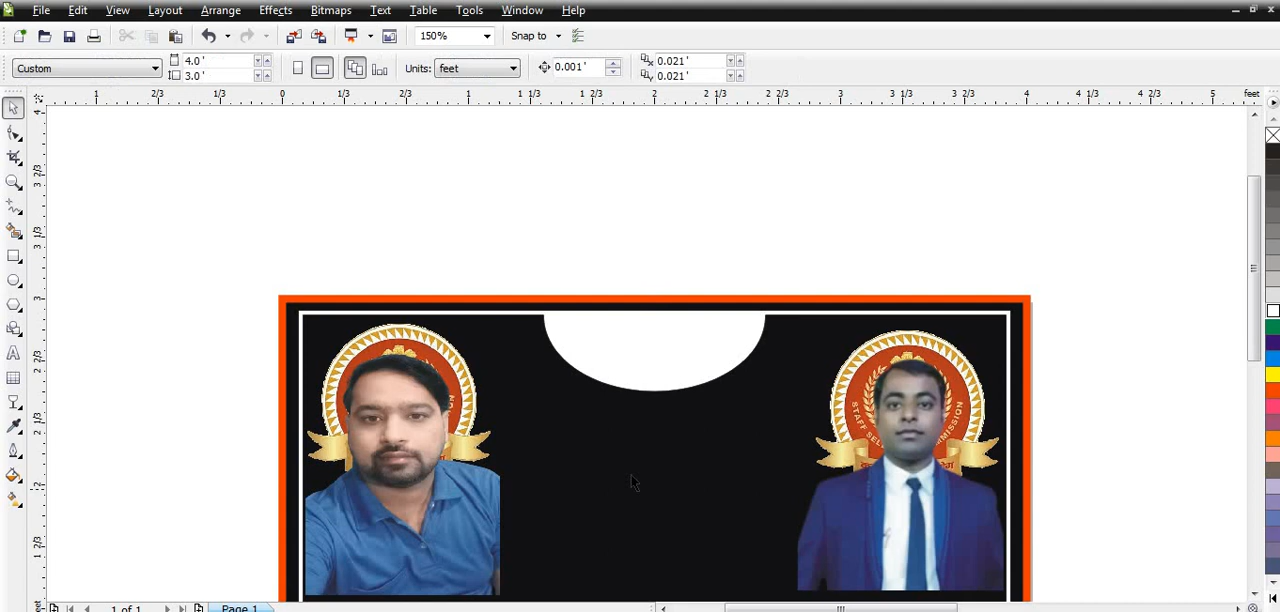 File Edit View Layout Arrange Effects Bitmaps Text Table Tools Window Help
150% Snap to
Custom 4.0 ' 3.0 ' Units: feet 0.001 ' 0.021 ' 0.021 '
1 2/3 1/3 0 1/3 2/3 1 1 1/3 1 2/3 2 2 1/3 2 2/3 3 3 1/3 3 2/3 4 4 1/3 4 2/3 5 feet
STAFF SEL MMISSION
1 of 1 Page 1